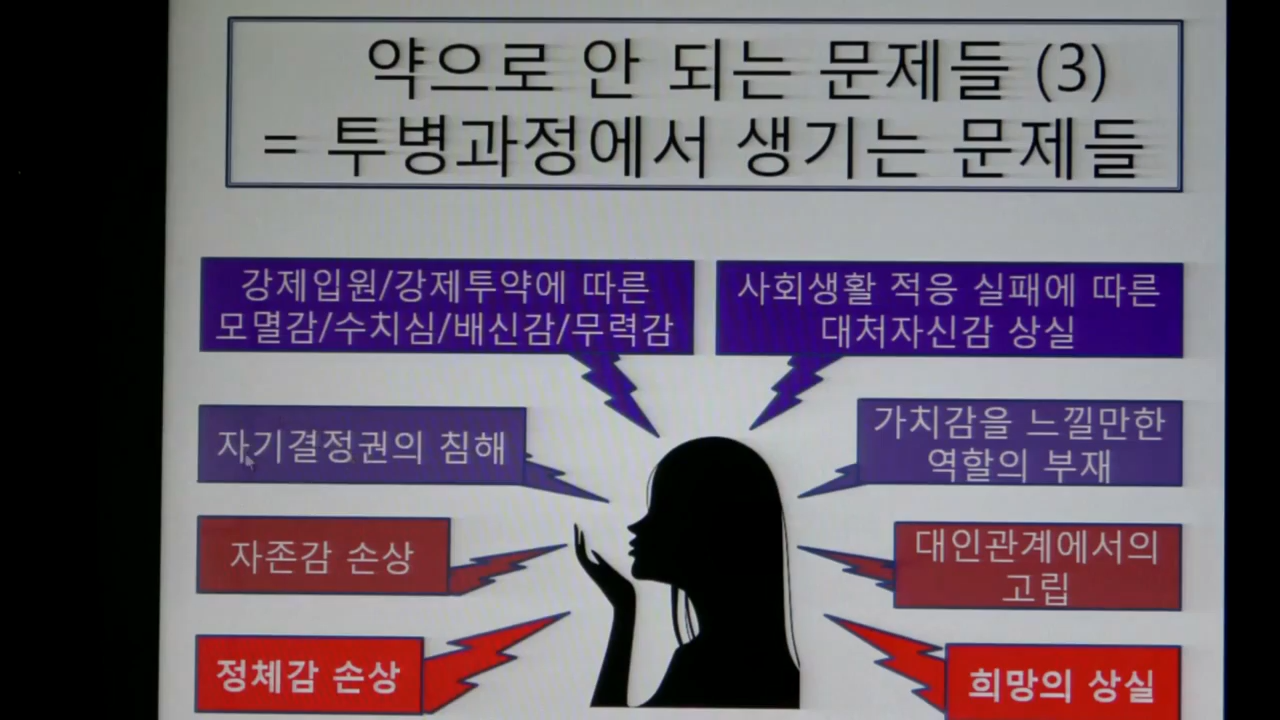 약으로 안 되는 문제들 (3)
= 투병과정에서 생기는 문제들
강제입원/강제투약에 따른
모멸감/수치심/배신감/무력감
사회생활 적응 실패에 따른
대처자신감 상실
자기결정권의 침해
가치감을 느낄만한
역할의 부재
자존감 손상
대인관계에서의
고립
정체감 손상
희망의 상실